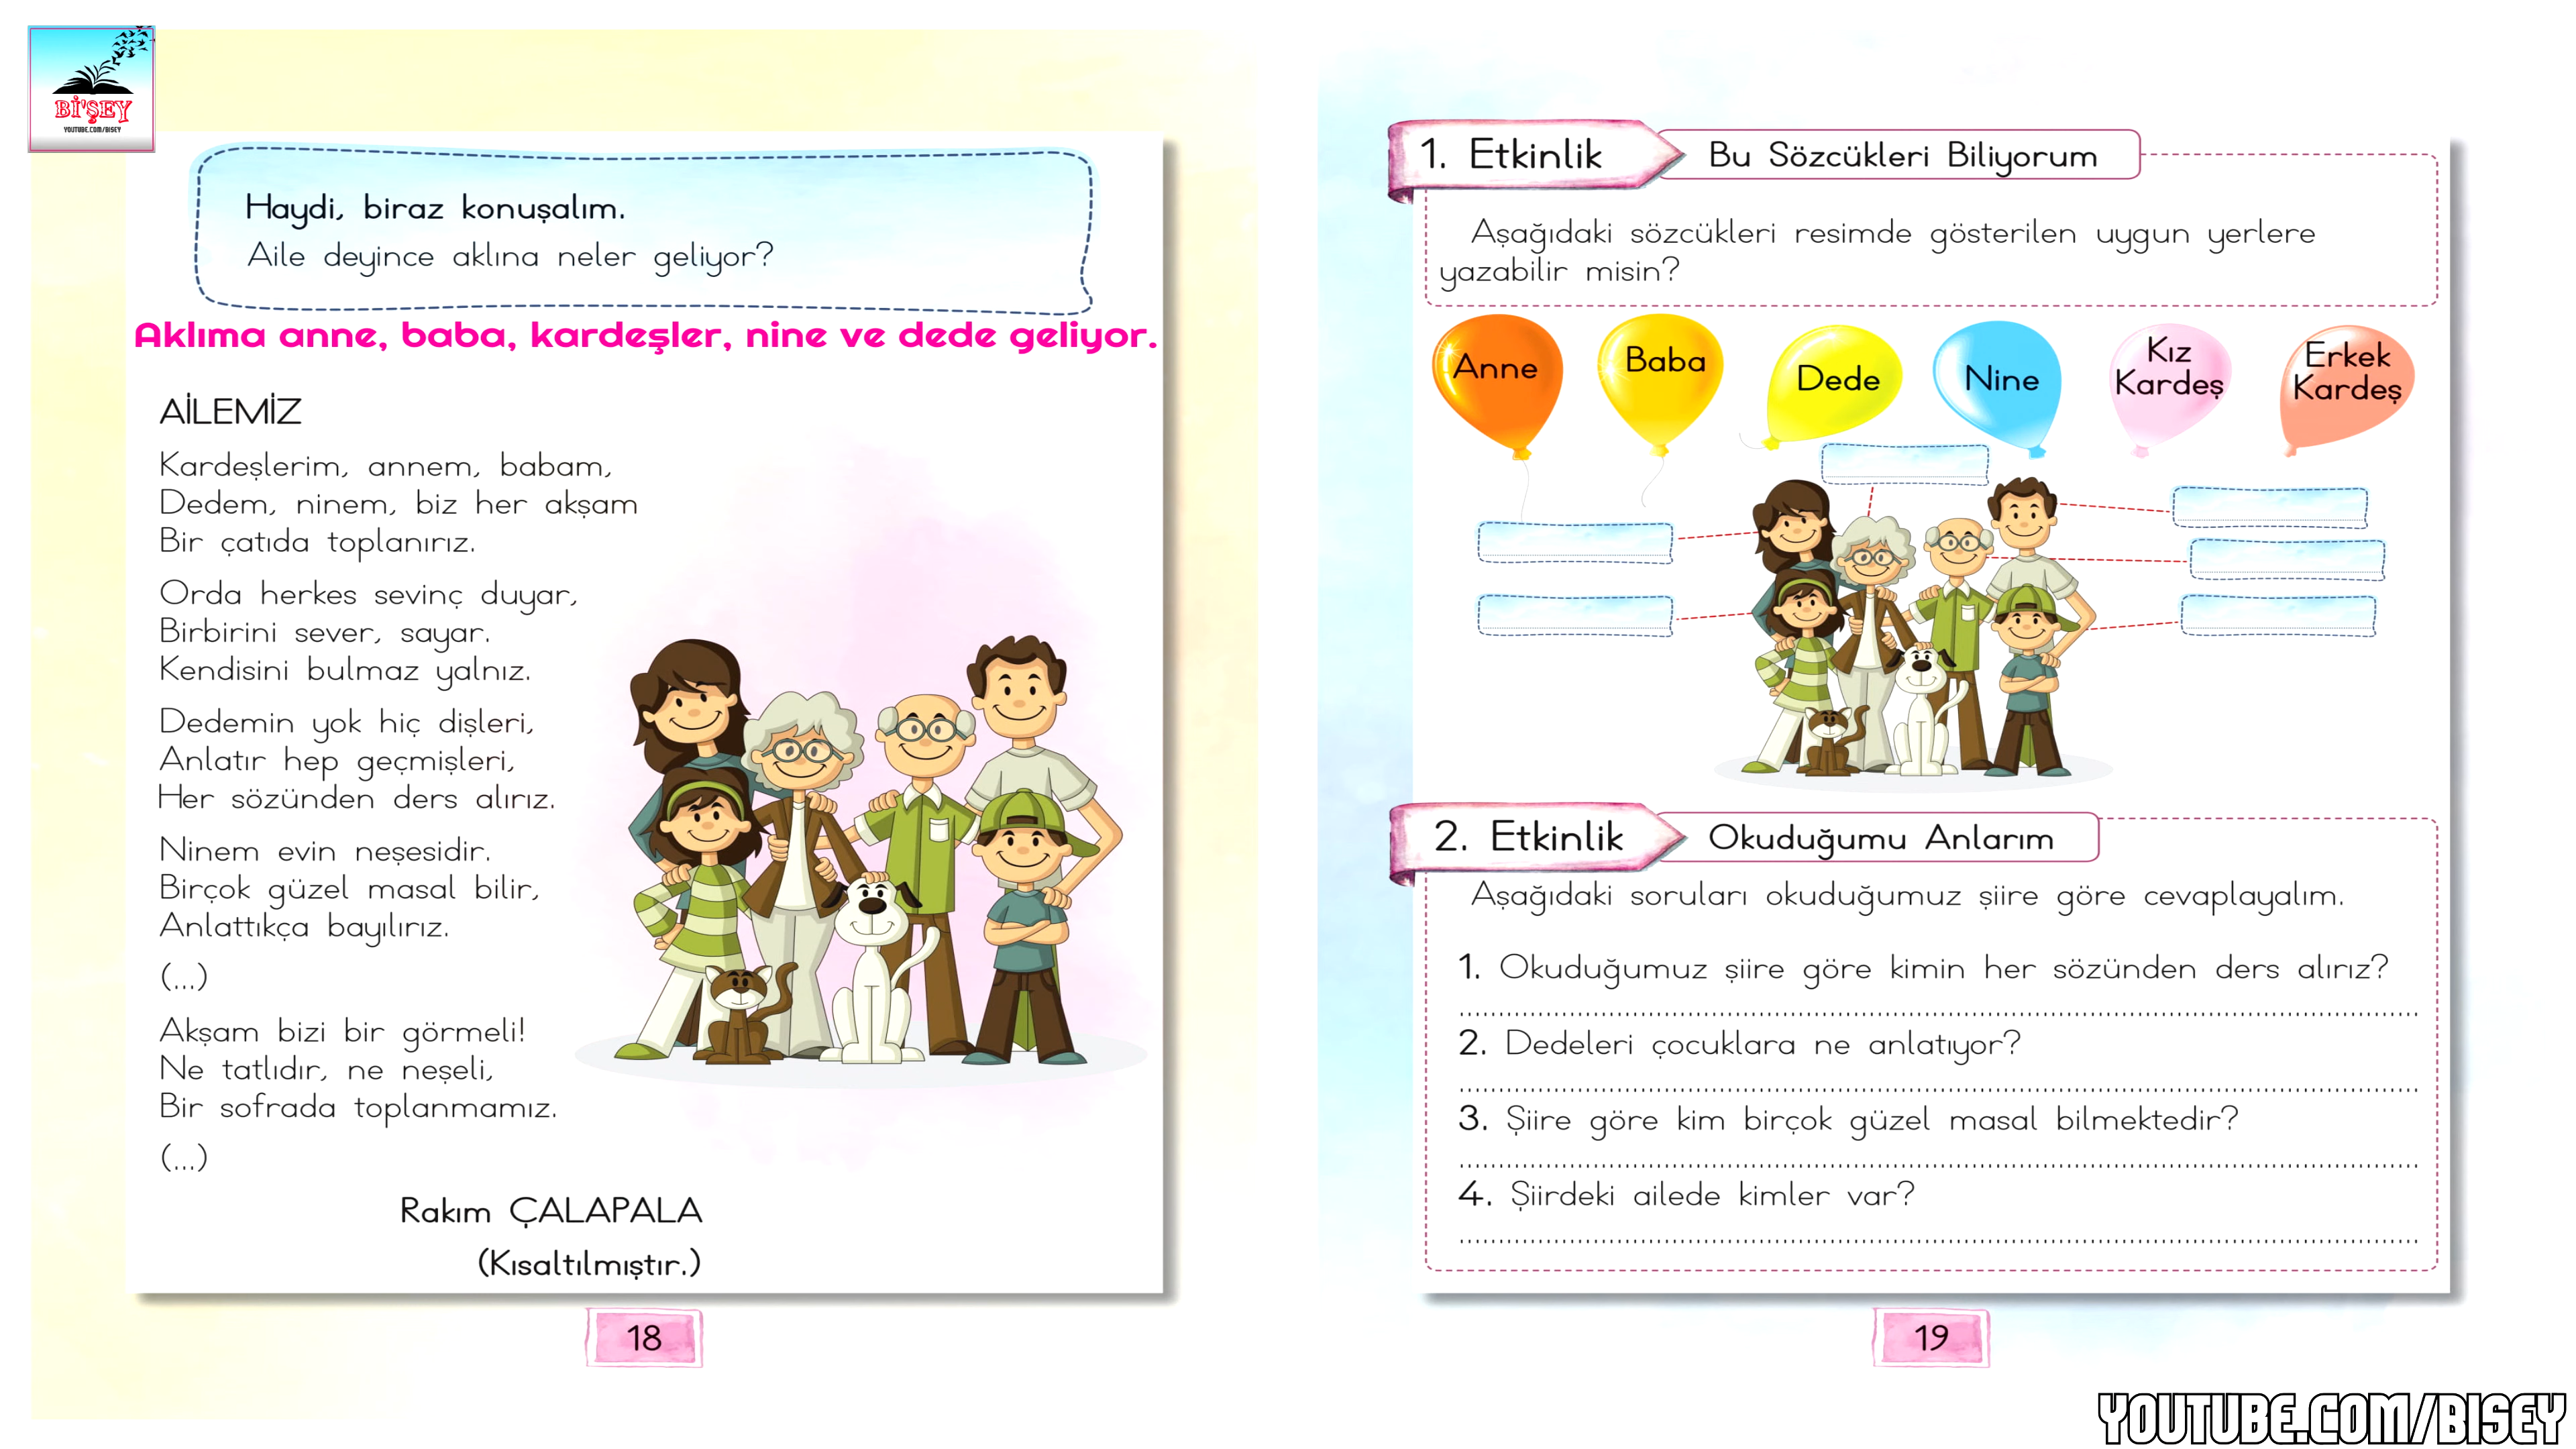 Bİ'ŞEY
YOUTUBE.COM/BISEY
Haydi, biraz konuşalım.
Aile deyince aklına neler geliyor?
Aklıma anne, baba, kardeşler, nine ve dede geliyor.
AİLEMİZ
Kardeşlerim, annem, babam,
Dedem, ninem, biz her akşam
Bir çatıda toplanırız.
Orda herkes sevinç duyar,
Birbirini sever, sayar.
Kendisini bulmaz yalnız.
Dedemin yok hiç dişleri,
Anlatır hep geçmişleri,
Her sözünden ders alırız.
Ninem evin neşesidir.
Birçok güzel masal bilir,
Anlattıkça bayılırız.
(...)
Akşam bizi bir görmeli!
Ne tatlıdır, ne neşeli,
Bir sofrada toplanmamız.
(...)
Rakım ÇALAPALA
(Kısaltılmıştır.)
18
1. Etkinlik
Bu Sözcükleri Biliyorum
Aşağıdaki sözcükleri resimde gösterilen uygun yerlere
yazabilir misin?
Anne
Baba
Dede
Nine
Kız
Kardeş
Erkek
Kardeş
2. Etkinlik
Okuduğumu Anlarım
Aşağıdaki soruları okuduğumuz şiire göre cevaplayalım.
1. Okuduğumuz şiire göre kimin her sözünden ders alırız?
2. Dedeleri çocuklara ne anlatıyor?
3. Şiire göre kim birçok güzel masal bilmektedir?
4. Şiirdeki ailede kimler var?
19
YOUTUBE.COM/BISEY